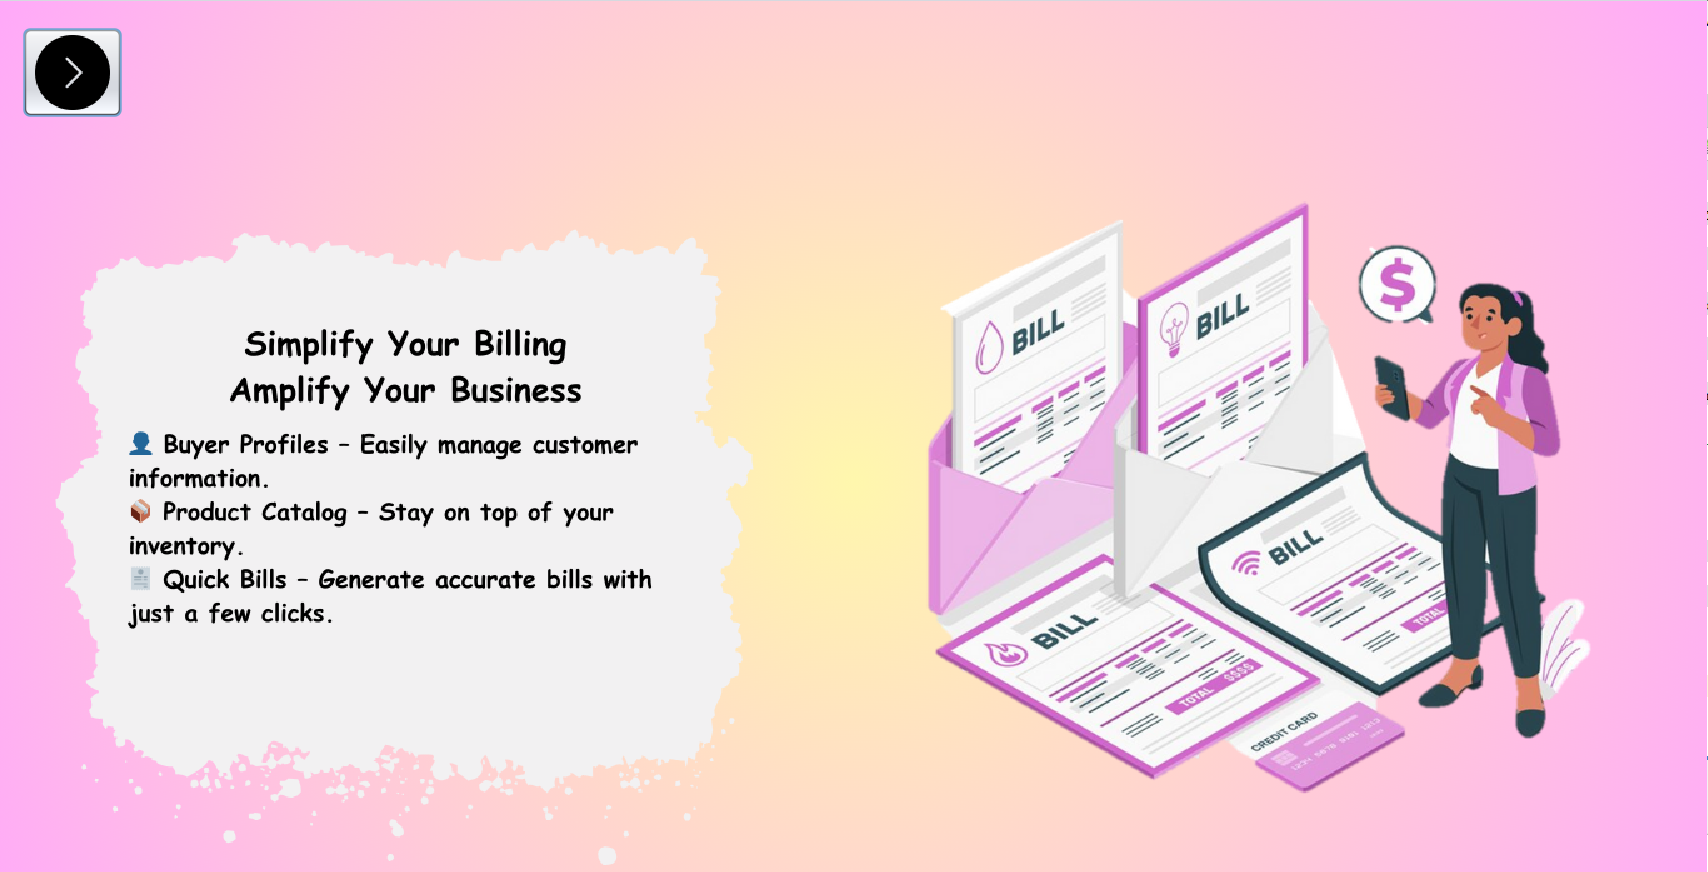 Simplify Your Billing
Amplify Your Business
👤 Buyer Profiles - Easily manage customer
information.
📦 Product Catalog - Stay on top of your
inventory.
🧾 Quick Bills - Generate accurate bills with
just a few clicks.
BILL
BILL
$
BILL
TOTAL
BILL
TOTAL $$$$
CREDIT CARD